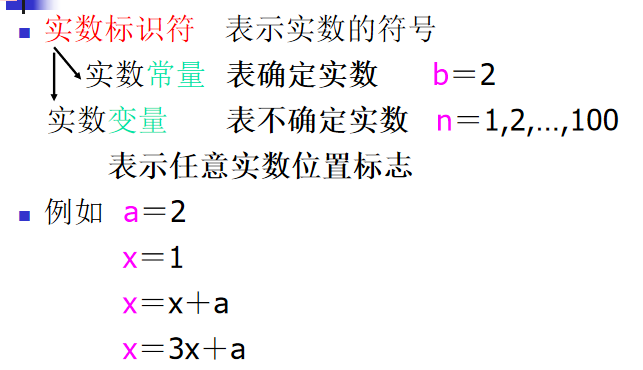 实数标识符 表示实数的符号
实数常量 表确定实数 b＝2
实数变量 表不确定实数 n＝1,2,…,100
表示任意实数位置标志
例如 a＝2
x＝1
x＝x＋a
x＝3x＋a